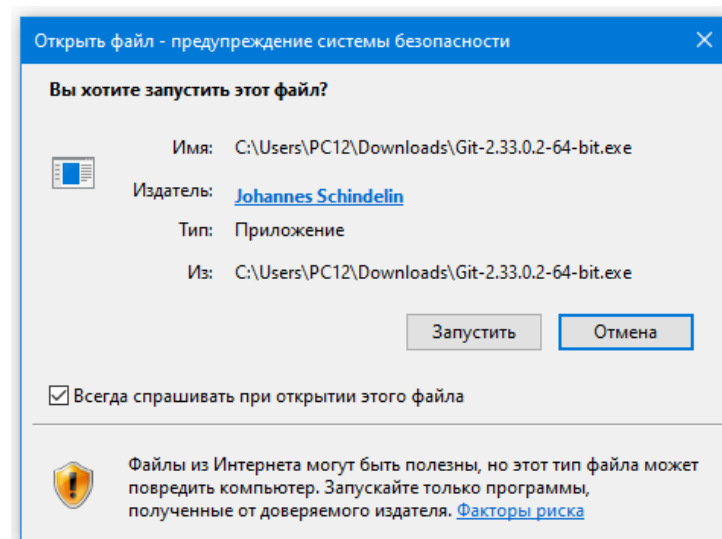 Открыть файл - предупреждение системы безопасности
Вы хотите запустить этот файл?
Имя: C:\Users\PC12\Downloads\Git-2.33.0.2-64-bit.exe
Издатель: Johannes Schindelin
Тип: Приложение
Из: C:\Users\PC12\Downloads\Git-2.33.0.2-64-bit.exe
Запустить Отмена
Всегда спрашивать при открытии этого файла
Файлы из Интернета могут быть полезны, но этот тип файла может
повредить компьютер. Запускайте только программы,
полученные от доверяемого издателя. Факторы риска